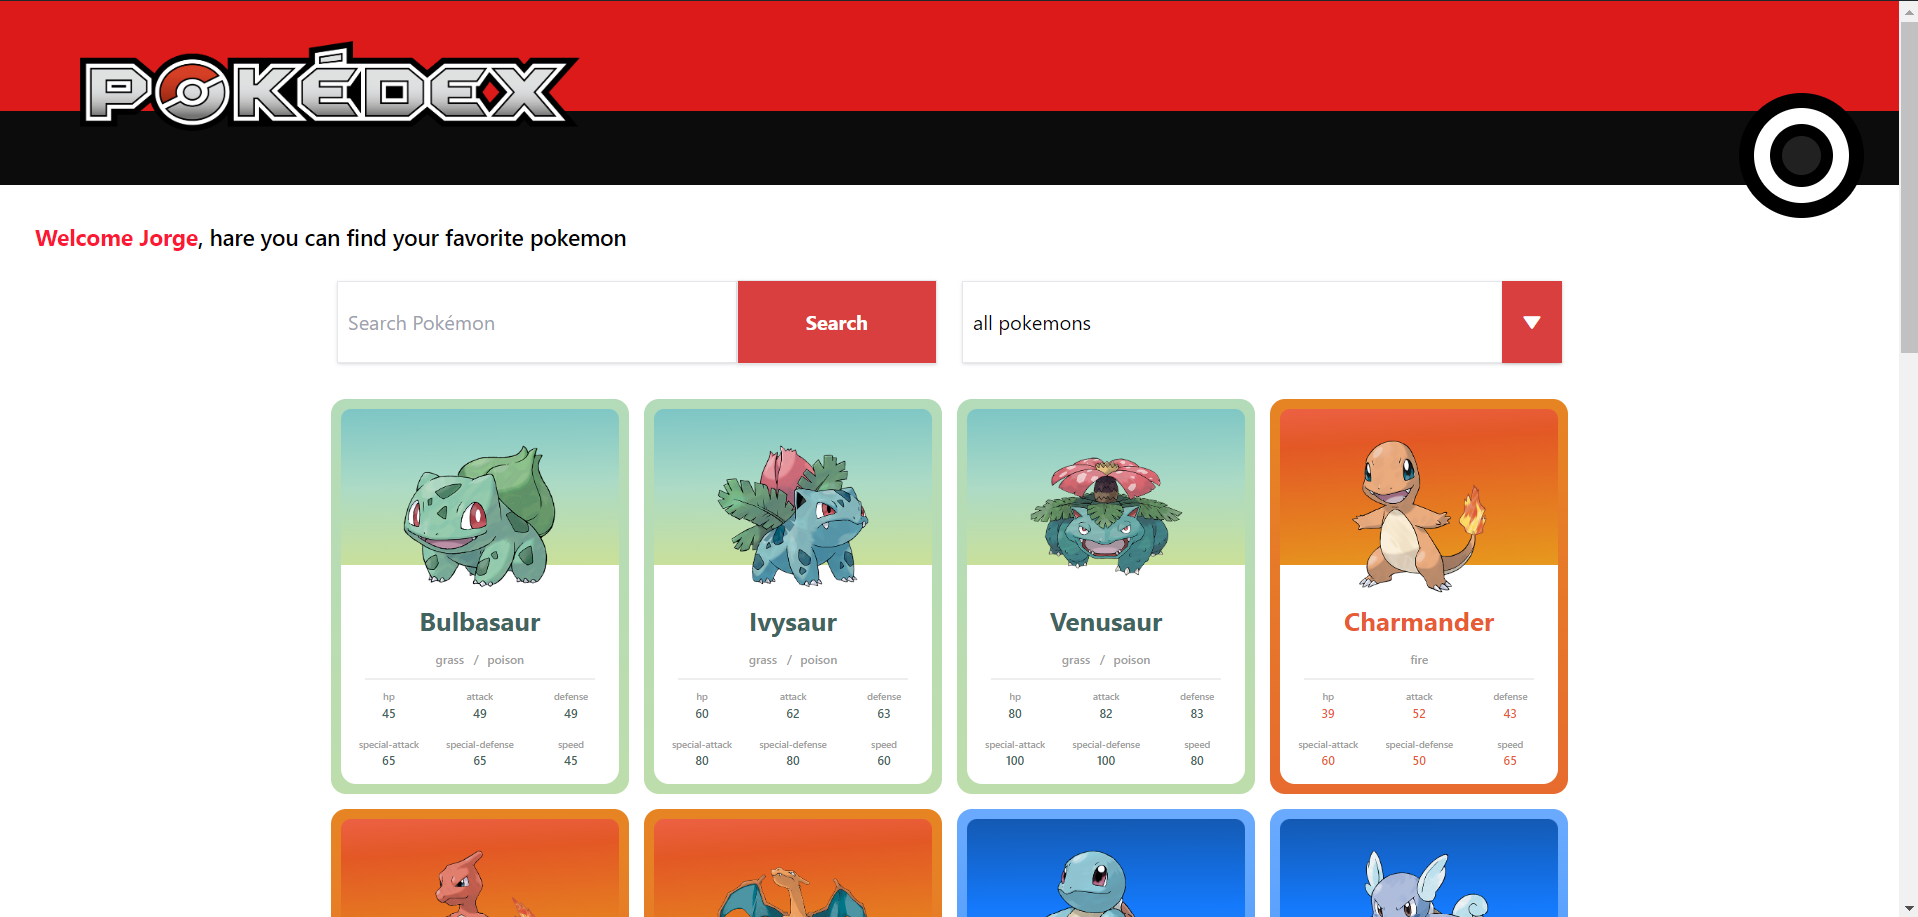 POKÉDEX
Welcome Jorge, hare you can find your favorite pokemon
Search Pokémon
Search
all pokemons
Bulbasaur
grass / poison
hp attack defense
45 49 49
special-attack special-defense speed
65 65 45
Ivysaur
grass / poison
hp attack defense
60 62 63
special-attack special-defense speed
80 80 60
Venusaur
grass / poison
hp attack defense
80 82 83
special-attack special-defense speed
100 100 80
Charmander
fire
hp attack defense
39 52 43
special-attack special-defense speed
60 50 65